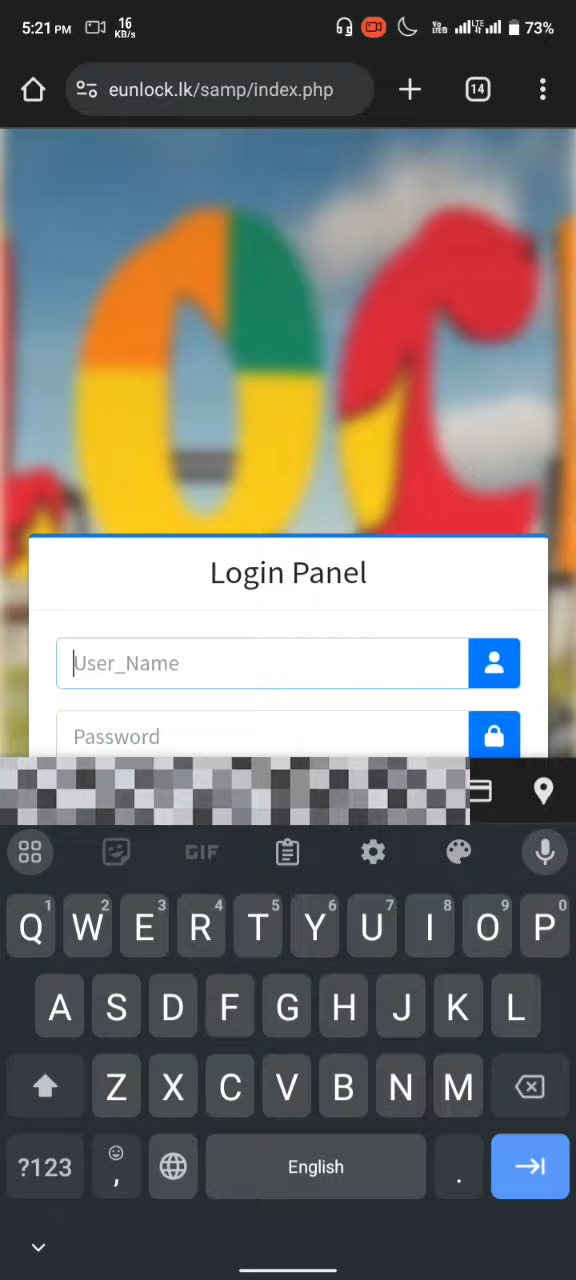 5:21 PM 16 KB/s 73%
eunlock.lk/samp/index.php 14
OC
Login Panel
User_Name
Password
GIF
1 2 3 4 5 6 7 8 9 0
Q W E R T Y U I O P
A S D F G H J K L
Z X C V B N M
?123 , English .